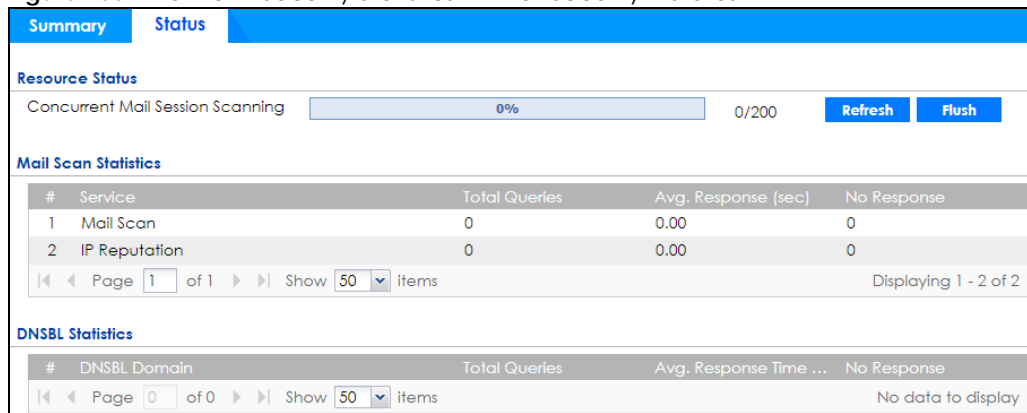 Summary Status
Resource Status
Concurrent Mail Session Scanning 0% 0/200 Refresh Flush
Mail Scan Statistics
# Service Total Queries Avg. Response (sec) No Response
1 Mail Scan 0 0.00 0
2 IP Reputation 0 0.00 0
Page 1 of 1 Show 50 items Displaying 1 - 2 of 2
DNSBL Statistics
# DNSBL Domain Total Queries Avg. Response Time ... No Response
Page 0 of 0 Show 50 items No data to display